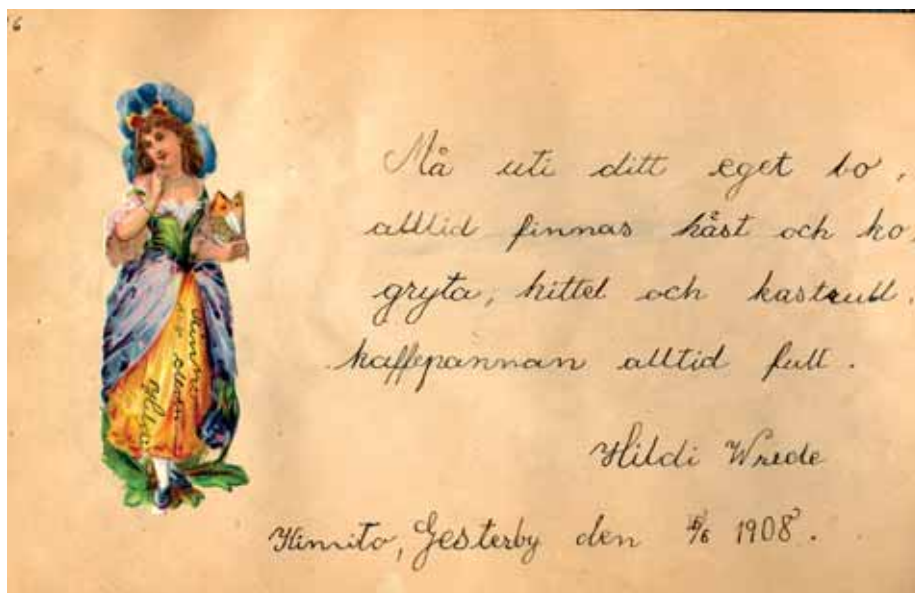 6
Må uti ditt eget bo,
alltid finnas häst och ko,
gryta, kittel och kastrull,
kaffepannan alltid full.
Hildi Wrede
Kimito, Gesterby den /6 1908.